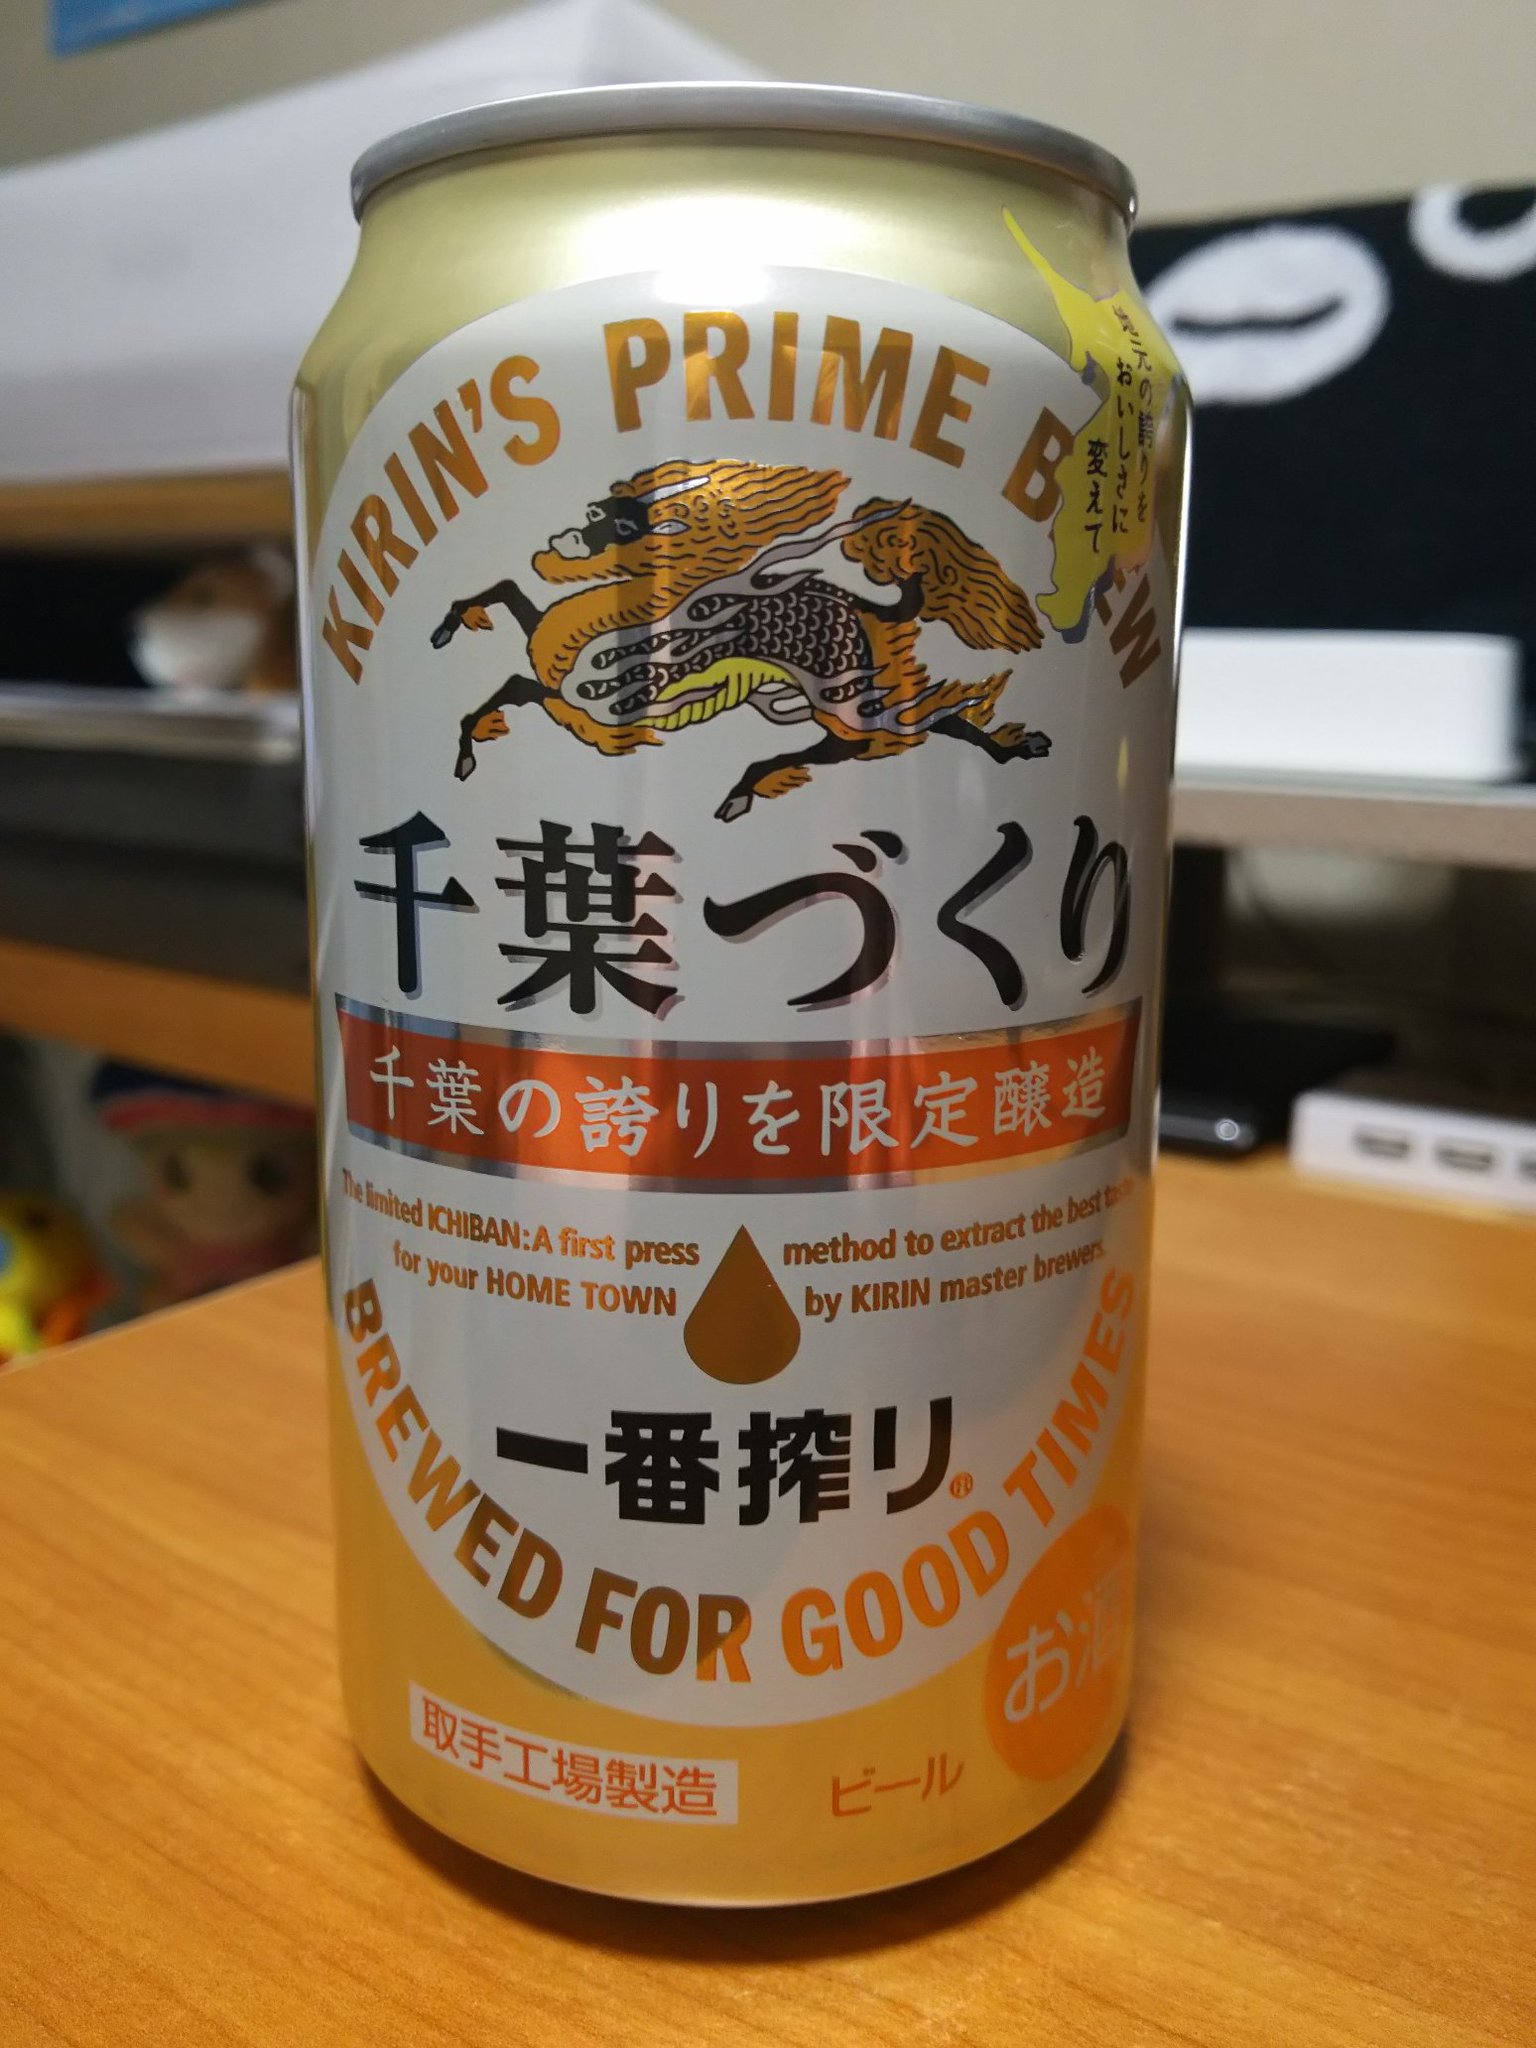 KIRIN'S PRIME BREW
地元の誇りを
おいしさに
変えて
千葉づくり
千葉の誇りを限定醸造
The limited ICHIBAN: A first press method to extract the best taste
for your HOME TOWN by KIRIN master brewers.
一番搾り®
BREWED FOR GOOD TIMES
お酒
取手工場製造
ビール